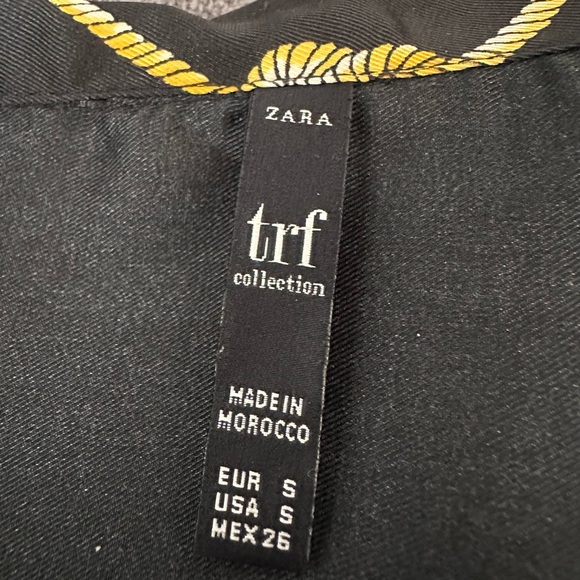 ZARA
trf
collection
MADE IN
MOROCCO
EUR S
USA S
MEX 26